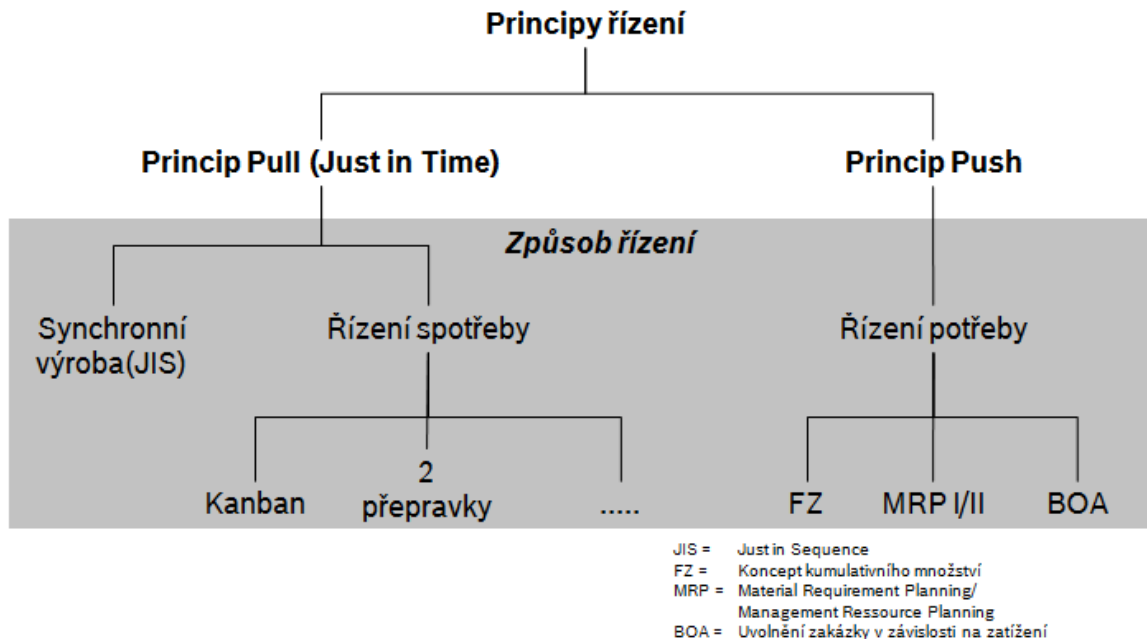 Principy řízení
Princip Pull (Just in Time)
Princip Push
Způsob řízení
Synchronní
výroba(JIS)
Řízení spotřeby
Řízení potřeby
Kanban
2
přepravky
.....
FZ
MRP I/II
BOA
JIS = Just in Sequence
FZ = Koncept kumulativního množství
MRP = Material Requirement Planning/
Management Ressource Planning
BOA = Uvolnění zakázky v závislosti na zatížení